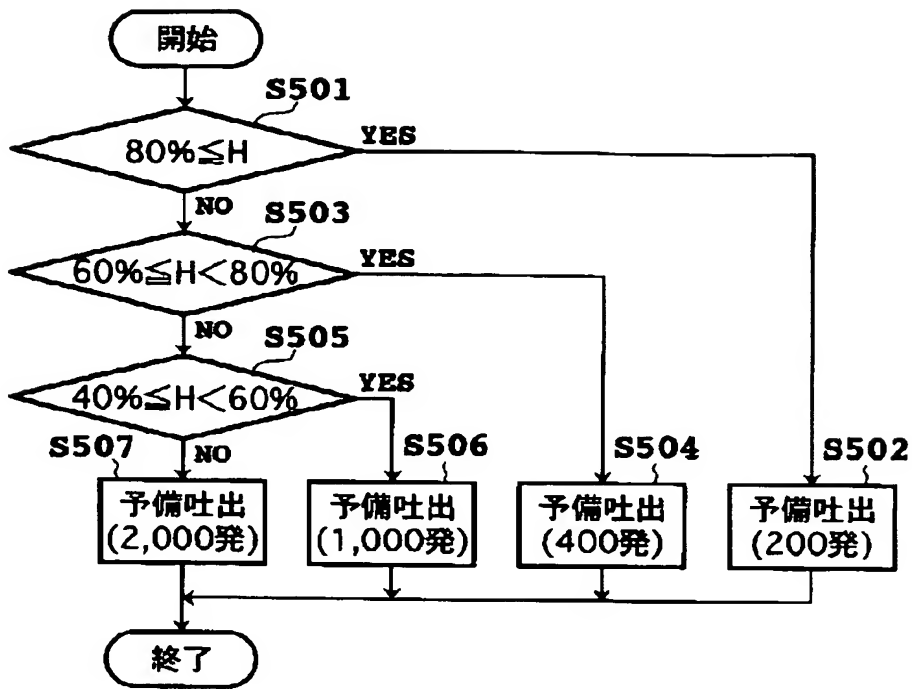 開始
S501
80%≦H
YES
NO
S503
60%≦H<80%
YES
NO
S505
40%≦H<60%
YES
NO
S507
予備吐出
(2,000発)
S506
予備吐出
(1,000発)
S504
予備吐出
(400発)
S502
予備吐出
(200発)
終了